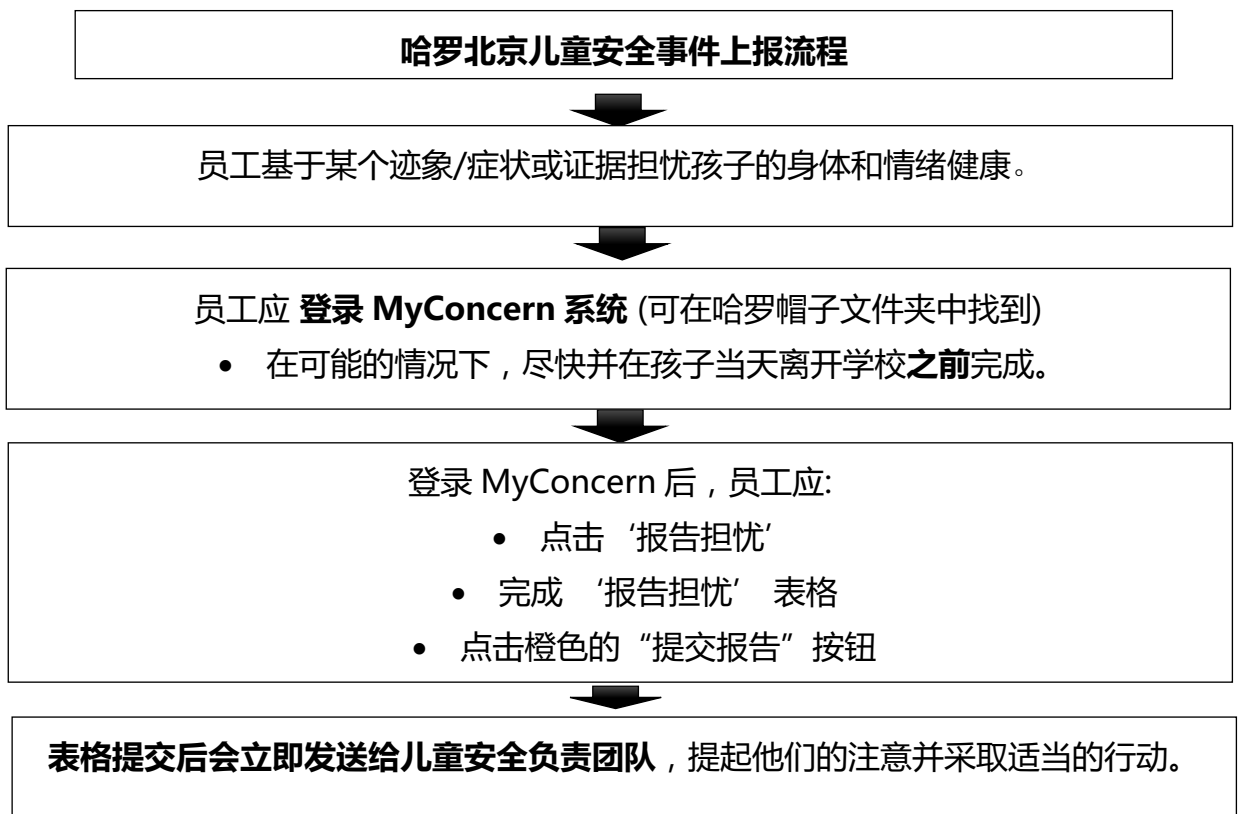 哈罗北京儿童安全事件上报流程
员工基于某个迹象/症状或证据担忧孩子的身体和情绪健康。
员工应 登录 MyConcern 系统 (可在哈罗帽子文件夹中找到)
• 在可能的情况下，尽快并在孩子当天离开学校之前完成。
登录 MyConcern 后，员工应:
• 点击‘报告担忧’
• 完成 ‘报告担忧’ 表格
• 点击橙色的“提交报告”按钮
表格提交后会立即发送给儿童安全负责团队，提起他们的注意并采取适当的行动。